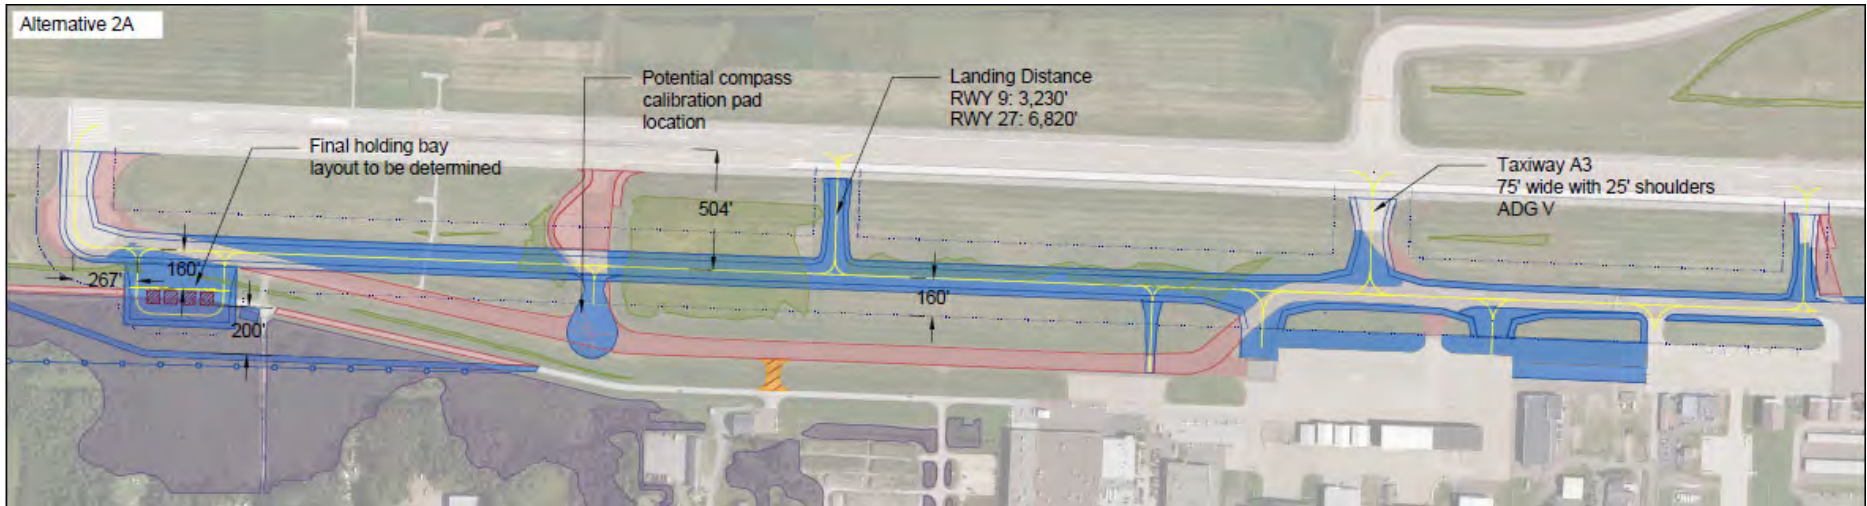 Alternative 2A
Potential compass
calibration pad
location
Landing Distance
RWY 9: 3,230'
RWY 27: 6,820'
Final holding bay
layout to be determined
Taxiway A3
75' wide with 25' shoulders
ADG V
504'
160'
267'
160'
200'